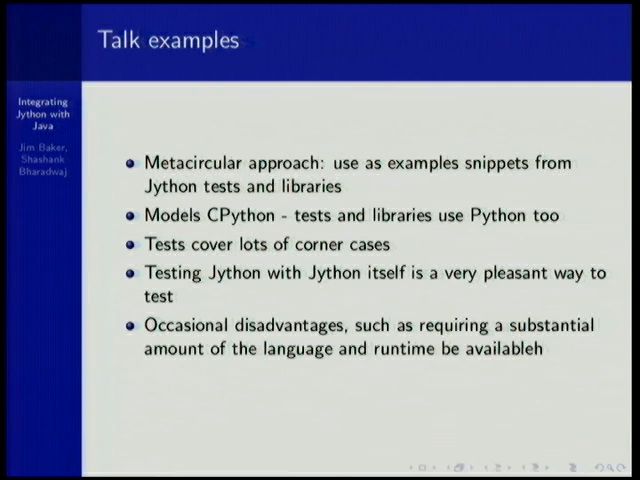 Talk examples
Integrating
Jython with
Java
Jim Baker,
Shashank
Bharadwaj
Metacircular approach: use as examples snippets from
Jython tests and libraries
Models CPython - tests and libraries use Python too
Tests cover lots of corner cases
Testing Jython with Jython itself is a very pleasant way to
test
Occasional disadvantages, such as requiring a substantial
amount of the language and runtime be availableh